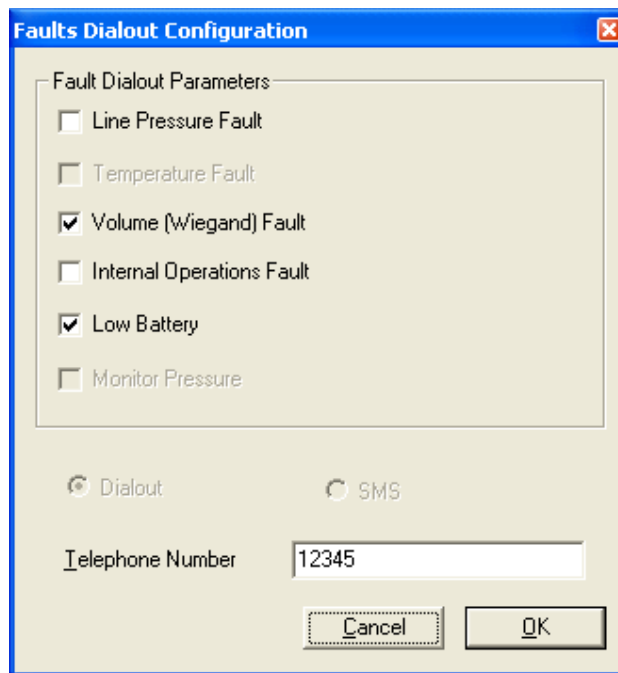 Faults Dialout Configuration
Fault Dialout Parameters
Line Pressure Fault
Temperature Fault
Volume (Wiegand) Fault
Internal Operations Fault
Low Battery
Monitor Pressure
Dialout SMS
Telephone Number 12345
Cancel OK